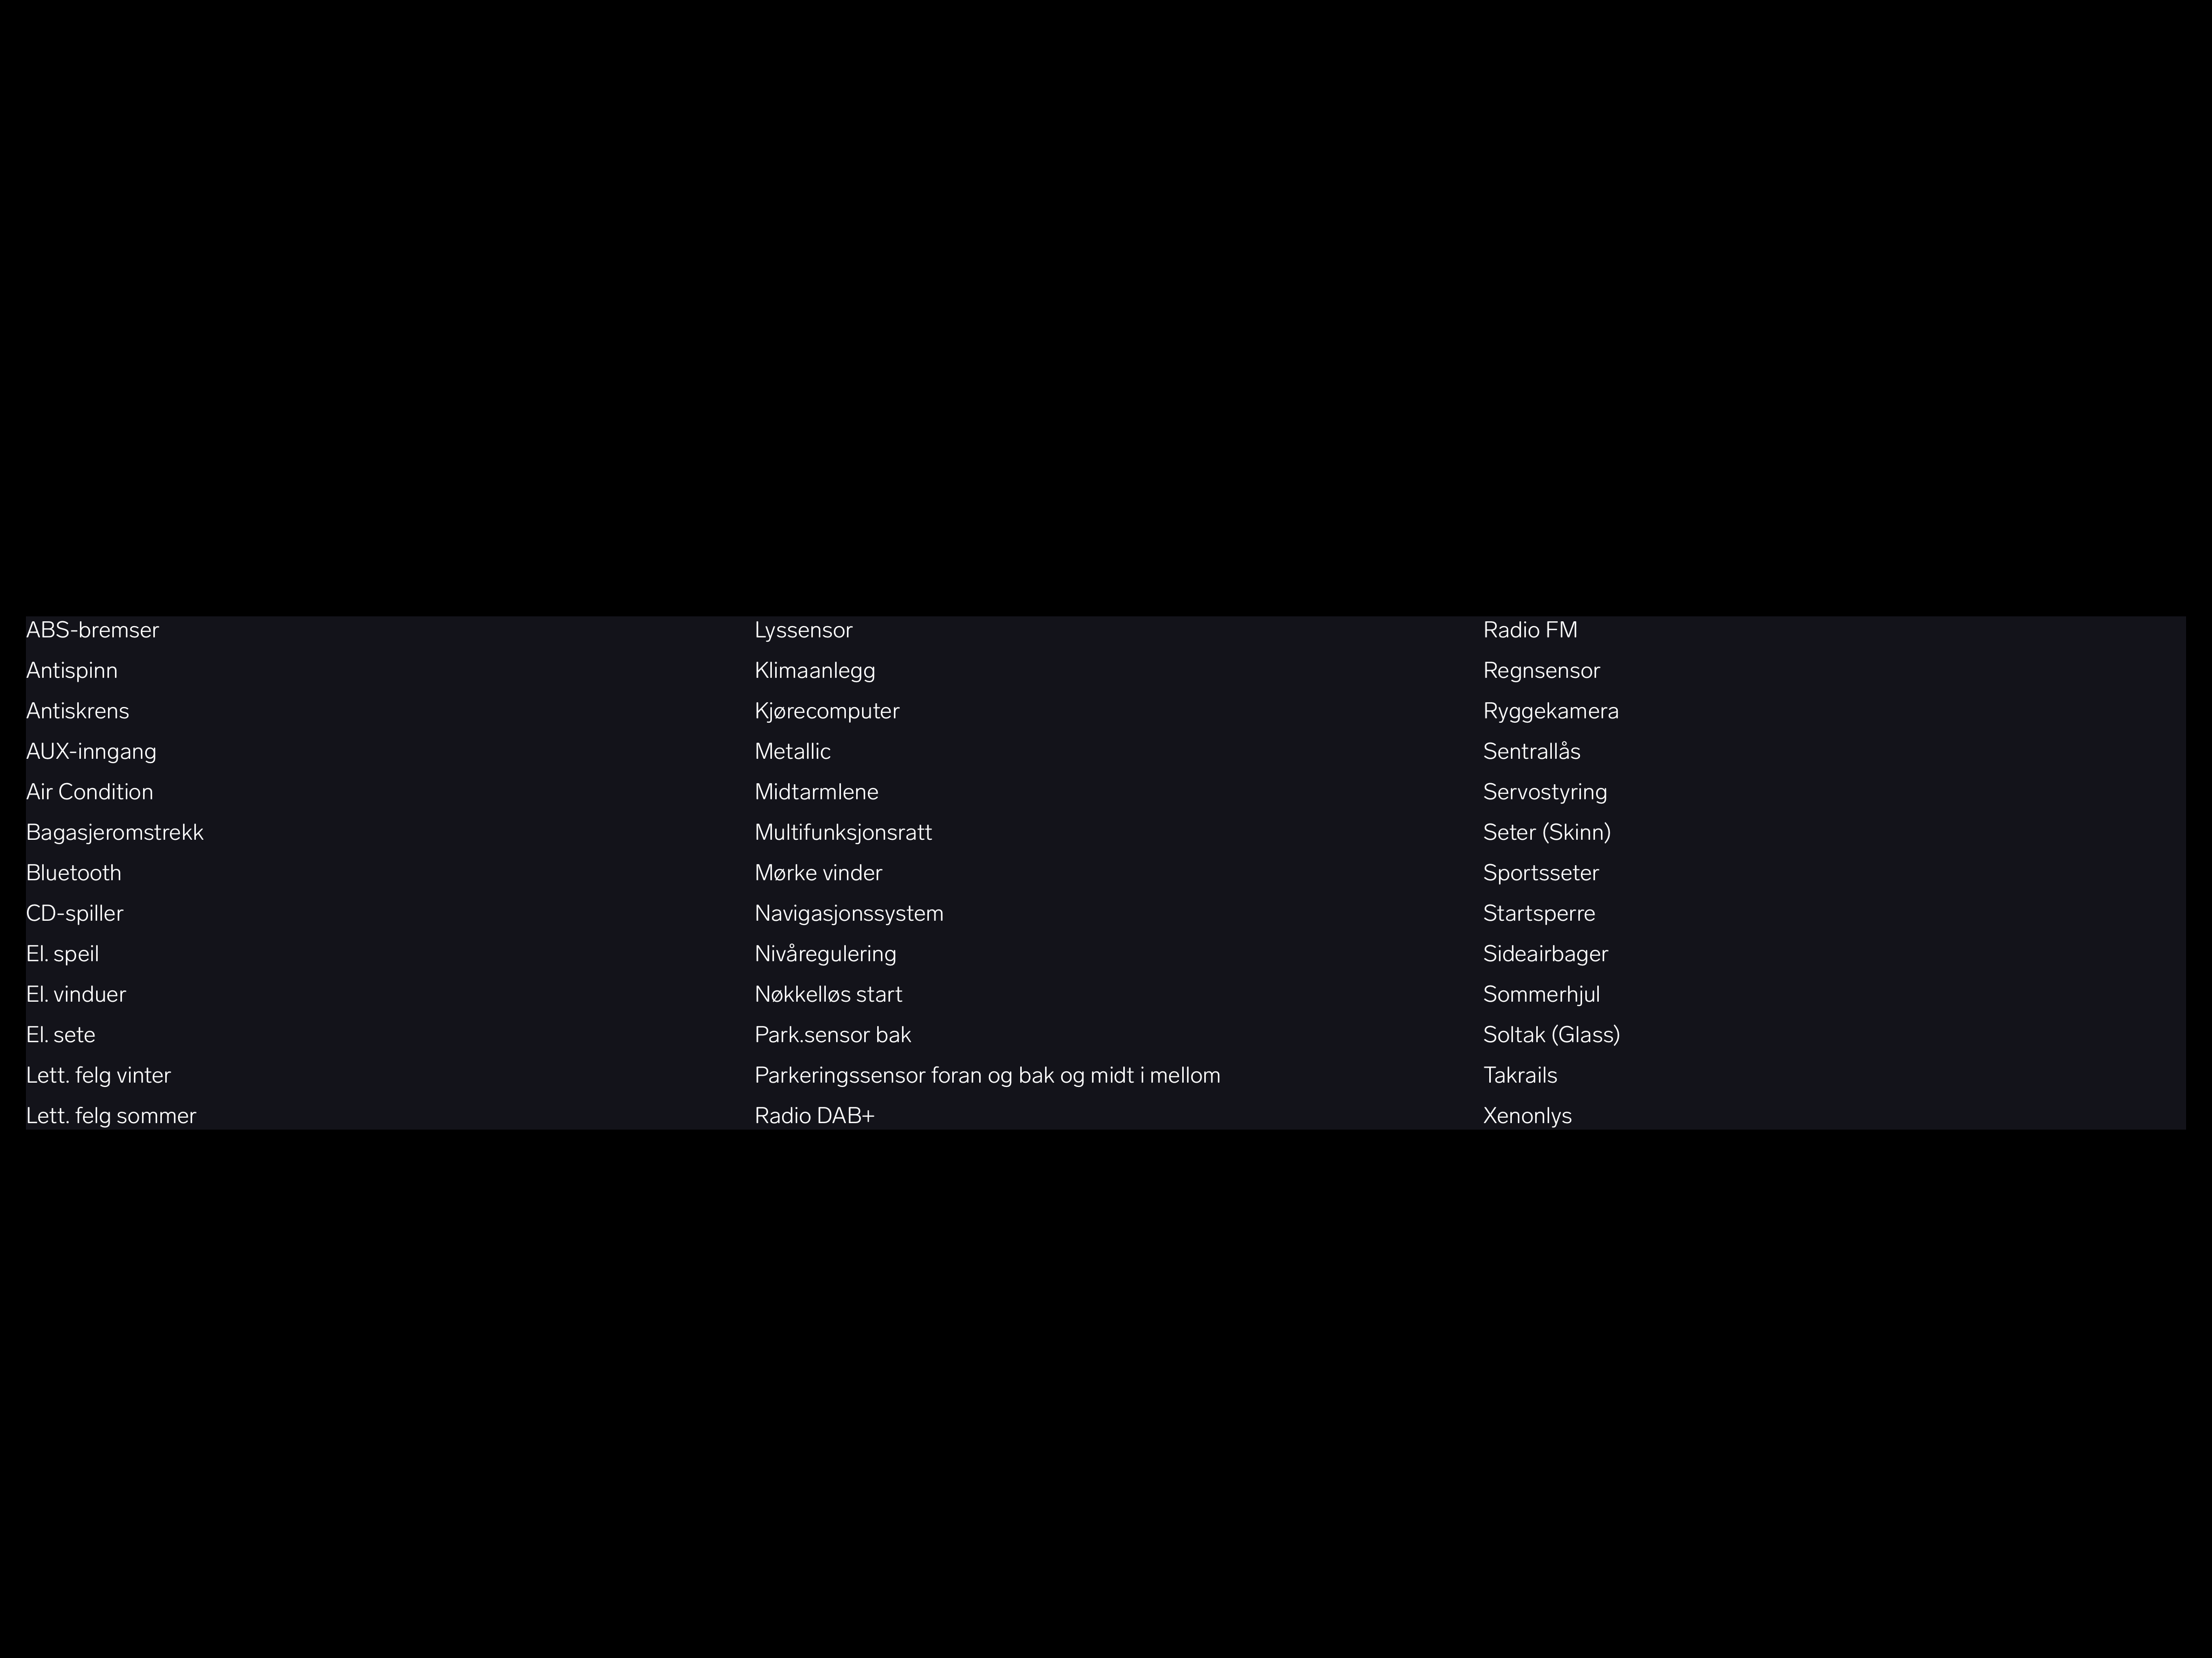 ABS-bremser
Antispinn
Antiskrens
AUX-inngang
Air Condition
Bagasjeromstrekk
Bluetooth
CD-spiller
El. speil
El. vinduer
El. sete
Lett. felg vinter
Lett. felg sommer
Lyssensor
Klimaanlegg
Kjørecomputer
Metallic
Midtarmlene
Multifunksjonsratt
Mørke vinder
Navigasjonssystem
Nivåregulering
Nøkkelløs start
Park.sensor bak
Parkeringssensor foran og bak og midt i mellom
Radio DAB+
Radio FM
Regnsensor
Ryggekamera
Sentrallås
Servostyring
Seter (Skinn)
Sportsseter
Startsperre
Sideairbager
Sommerhjul
Soltak (Glass)
Takrails
Xenonlys